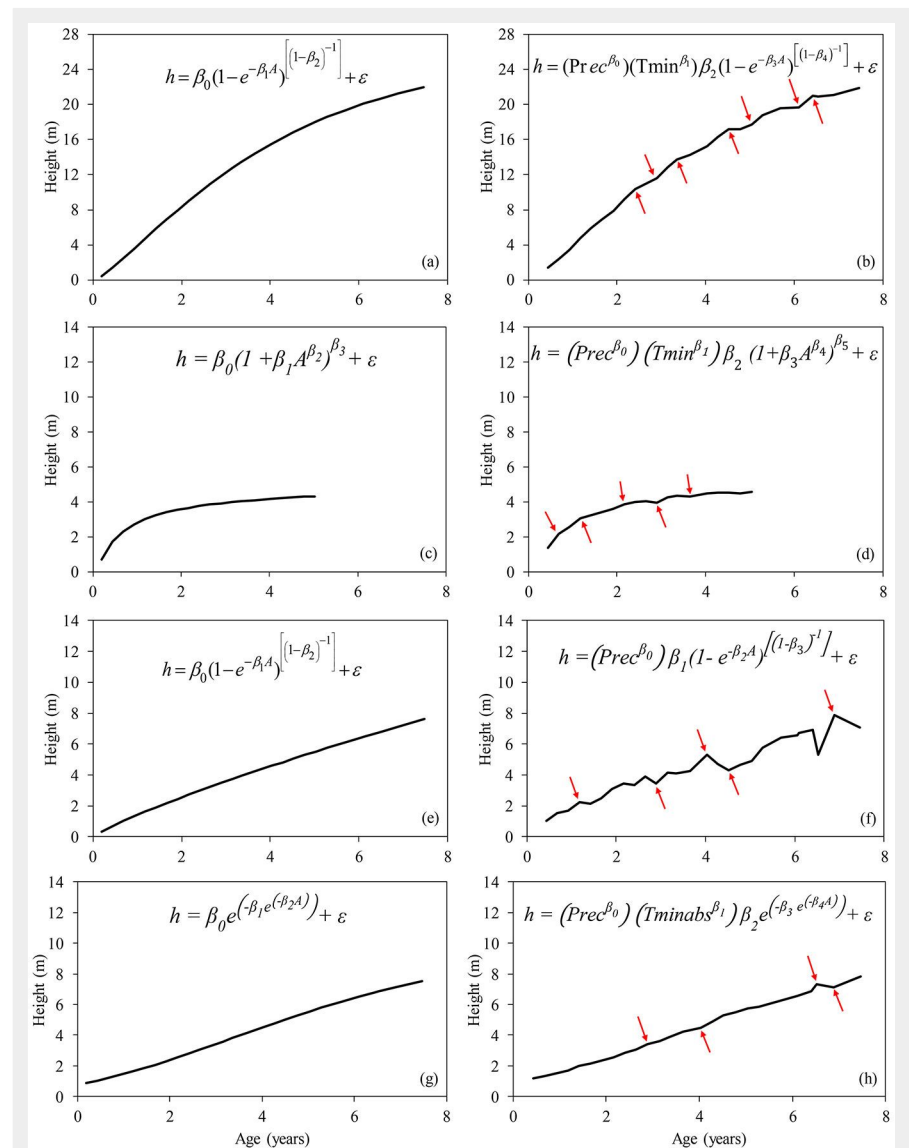 28
24
20
16
12
8
4
0
Height (m)
h = β₀(1−e^{−β₁A})^{[(1−β₂)^{−1}]} + ε
(a)
0 2 4 6 8
28
24
20
16
12
8
4
0
Height (m)
h = (Prec^{β₀})(Tmin^{β₁})β₂(1−e^{−β₃A})^{[(1−β₄)^{−1}]} + ε
(b)
0 2 4 6 8
14
12
10
8
6
4
2
0
Height (m)
h = β₀(1 +β₁A^{β₂})^{β₃} + ε
(c)
0 2 4 6 8
14
12
10
8
6
4
2
0
Height (m)
h = (Prec^{β₀}) (Tmin^{β₁}) β₂ (1+β₃A^{β₄})^{β₅} + ε
(d)
0 2 4 6 8
14
12
10
8
6
4
2
0
Height (m)
h = β₀(1−e^{−β₁A})^{[(1−β₂)^{−1}]} + ε
(e)
0 2 4 6 8
14
12
10
8
6
4
2
0
Height (m)
h =(Prec^{β₀}) β₁(1- e^{-β₂A})^{[(1-β₃)^{-1}]} + ε
(f)
0 2 4 6 8
14
12
10
8
6
4
2
0
Height (m)
h = β₀e^{(-β₁e^{(-β₂A)})} + ε
(g)
0 2 4 6 8
Age (years)
14
12
10
8
6
4
2
0
Height (m)
h = (Prec^{β₀}) (Tminabs^{β₁}) β₂e^{(-β₃ e^{(-β₄A)})} + ε
(h)
0 2 4 6 8
Age (years)